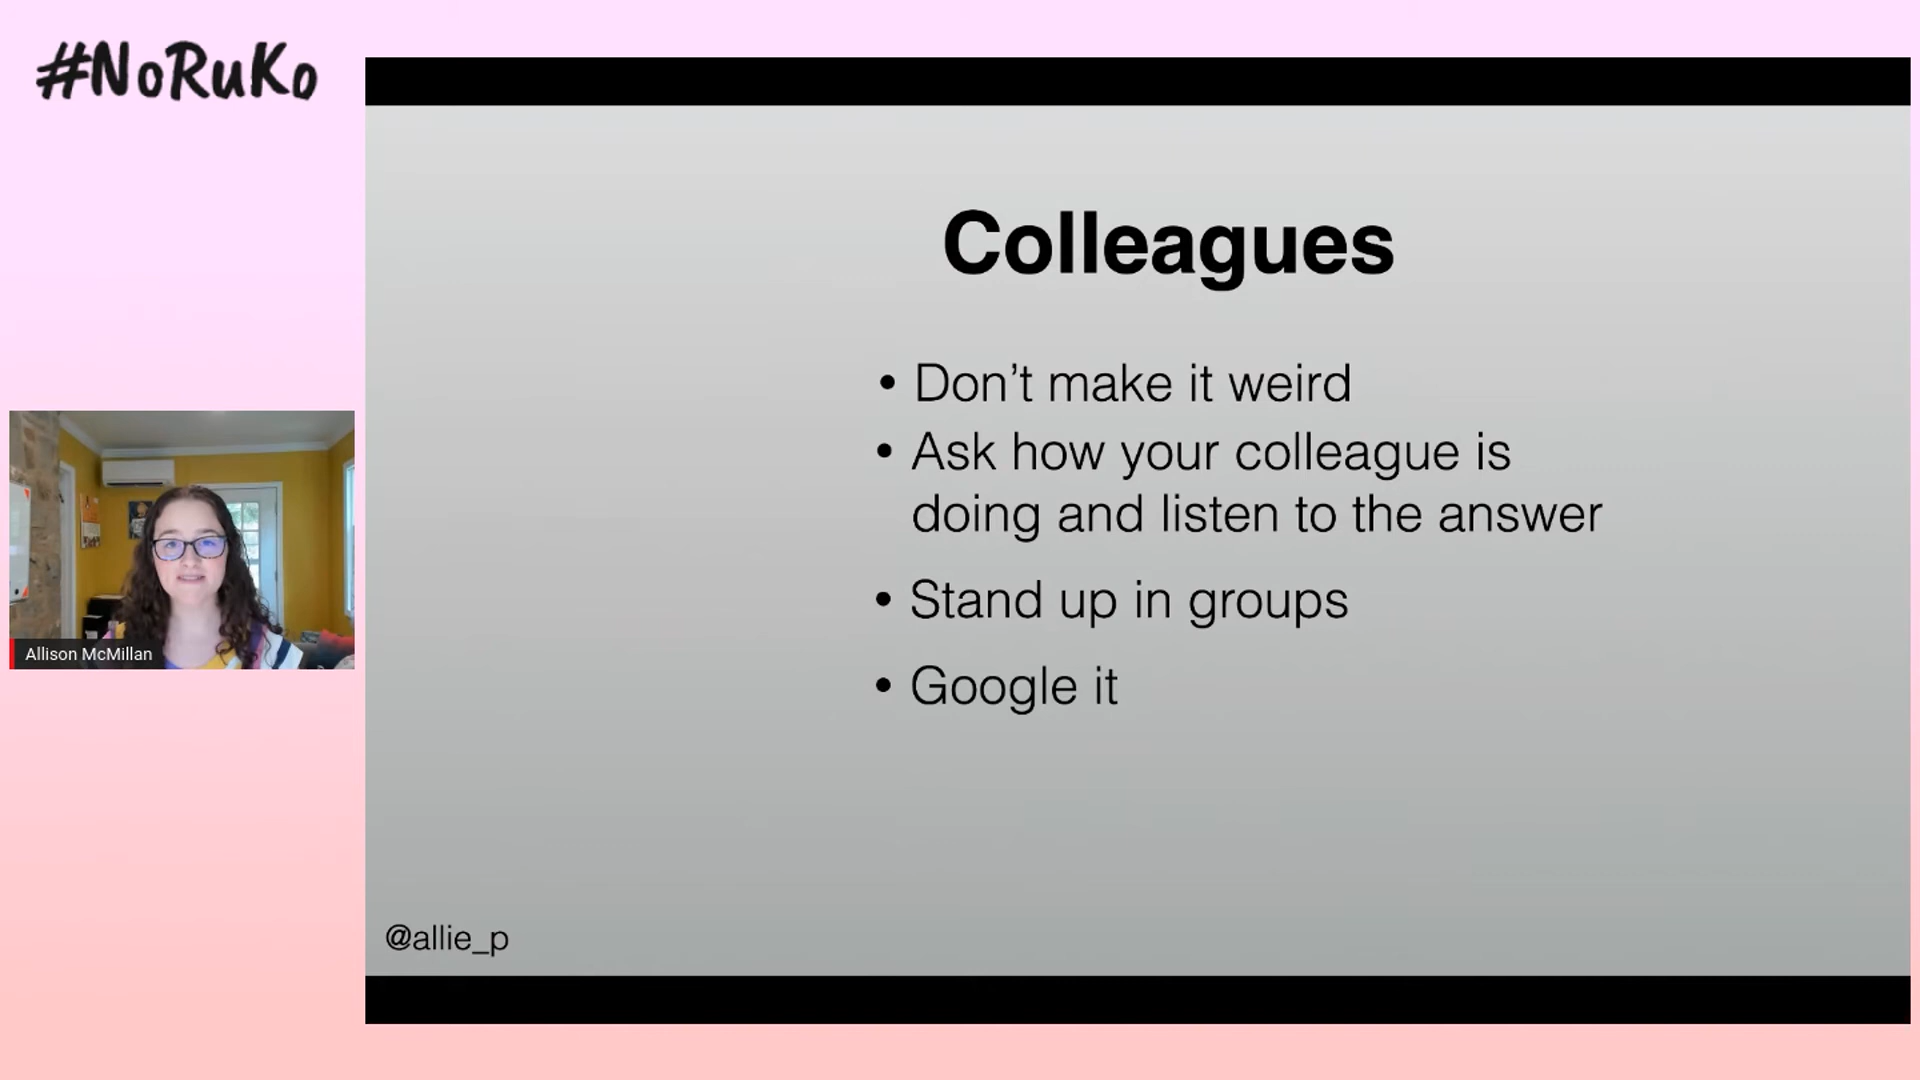 #NoRuKo
Colleagues
• Don’t make it weird
• Ask how your colleague is
doing and listen to the answer
• Stand up in groups
• Google it
Allison McMillan
@allie_p